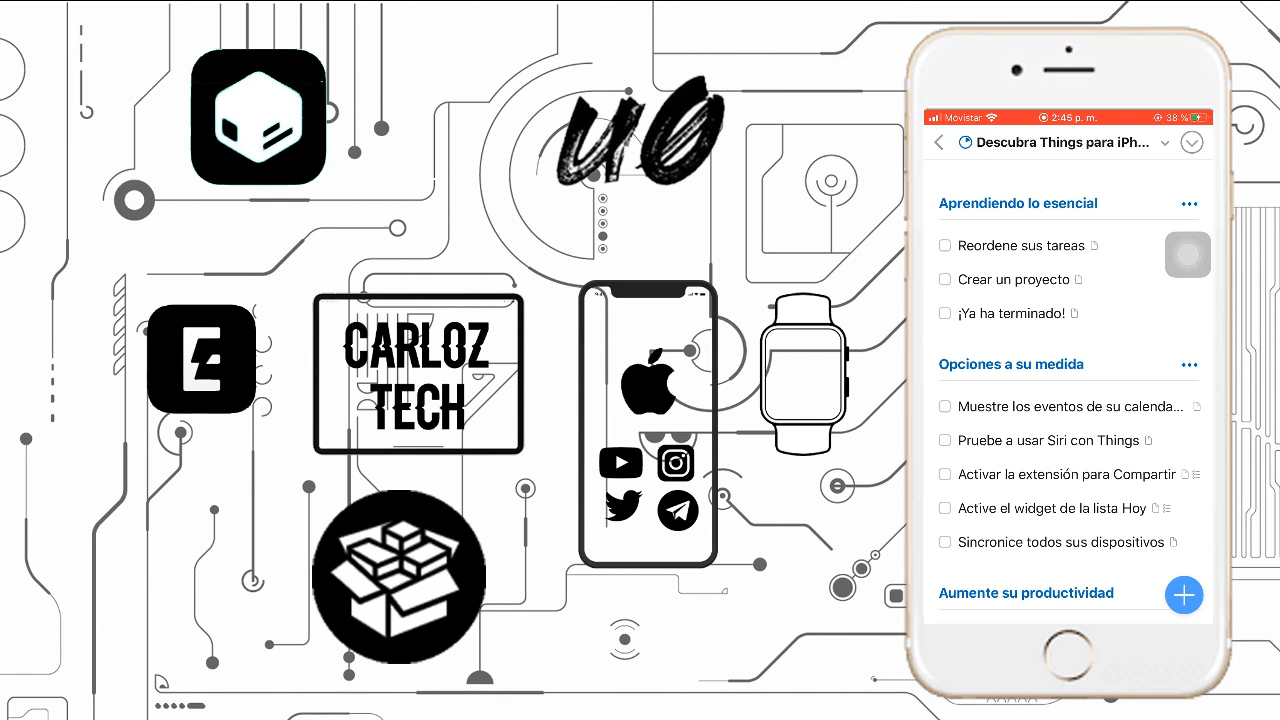 uO
CARLOZ
TECH
Movistar
2:45 p. m.
38 %
Descubra Things para iPh...
Aprendiendo lo esencial
Reordene sus tareas
Crear un proyecto
¡Ya ha terminado!
Opciones a su medida
Muestre los eventos de su calenda...
Pruebe a usar Siri con Things
Activar la extensión para Compartir
Active el widget de la lista Hoy
Sincronice todos sus dispositivos
Aumente su productividad